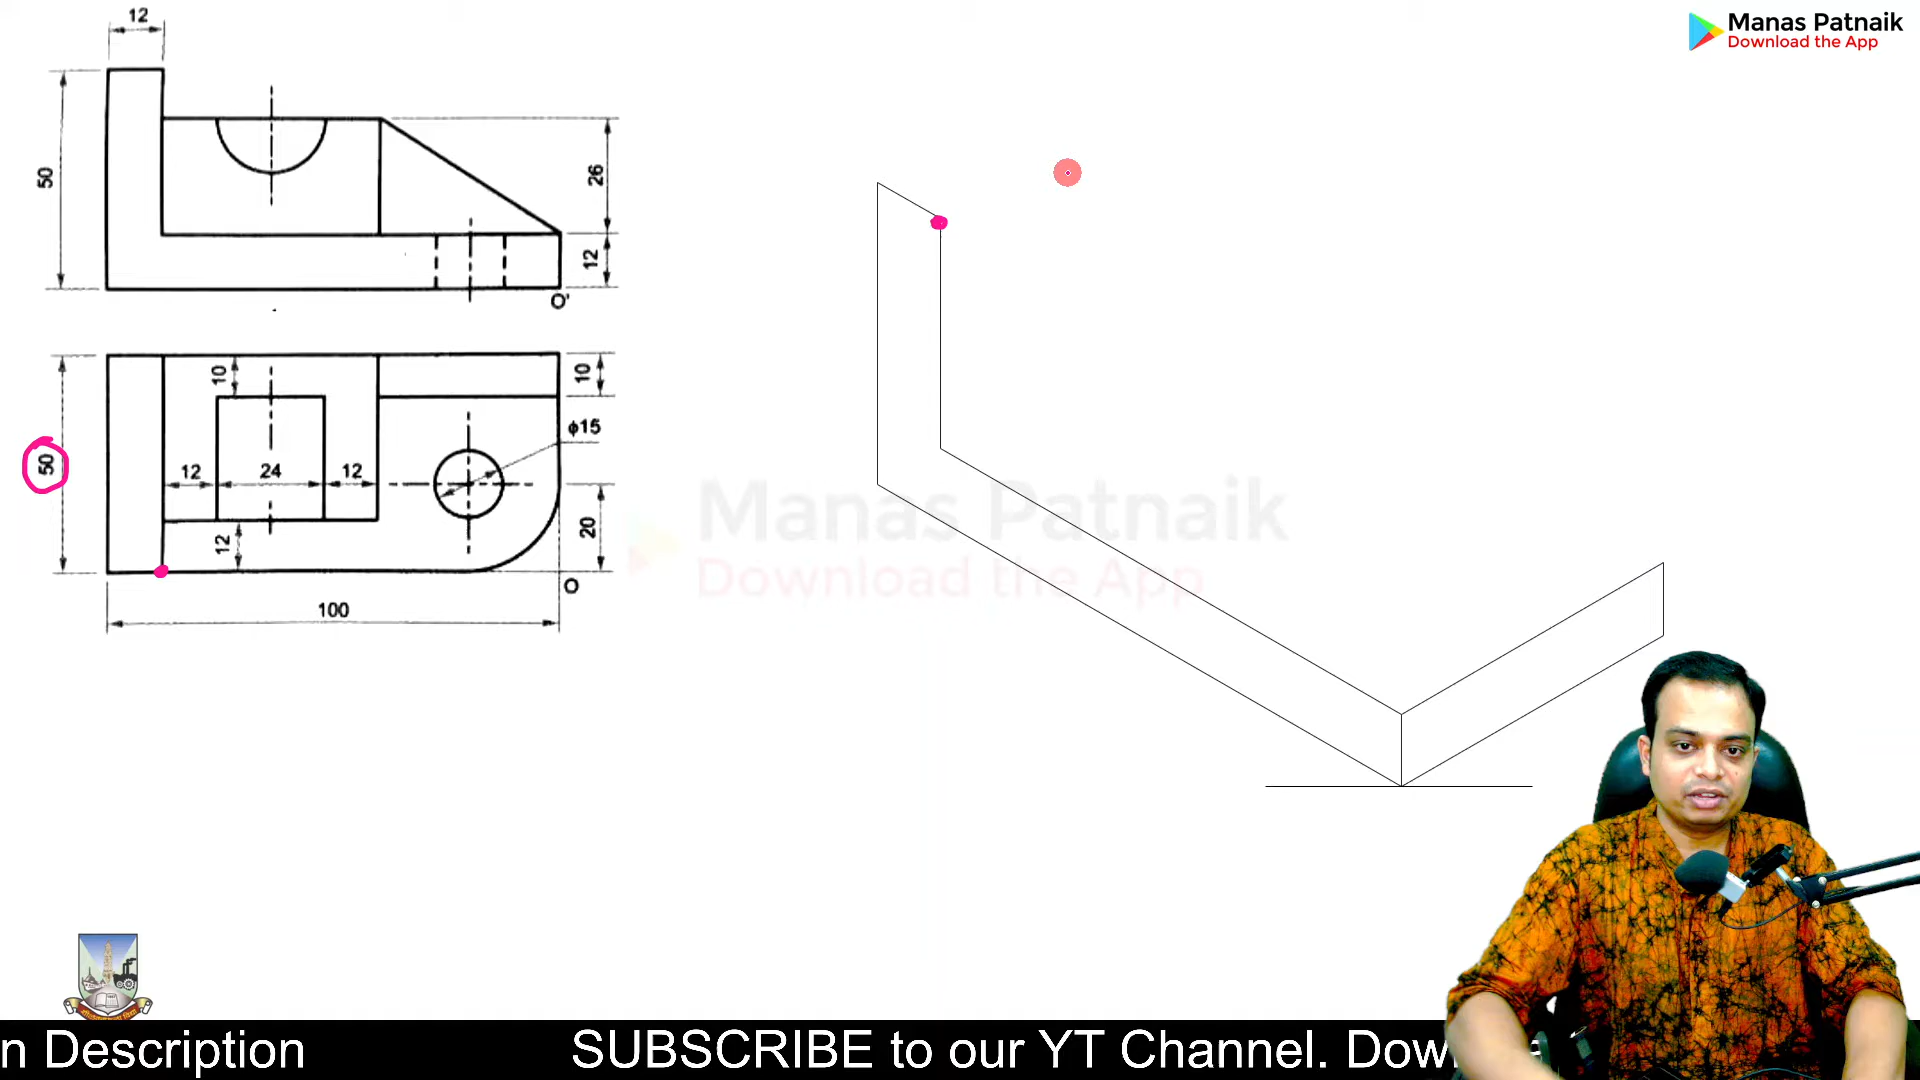 12
Manas Patnaik
Download the App
50
26
12
O'
10
10
ϕ15
50
12
24
12
20
12
O
100
Manas Patnaik
Download the App
n Description
SUBSCRIBE to our YT Channel. Dow